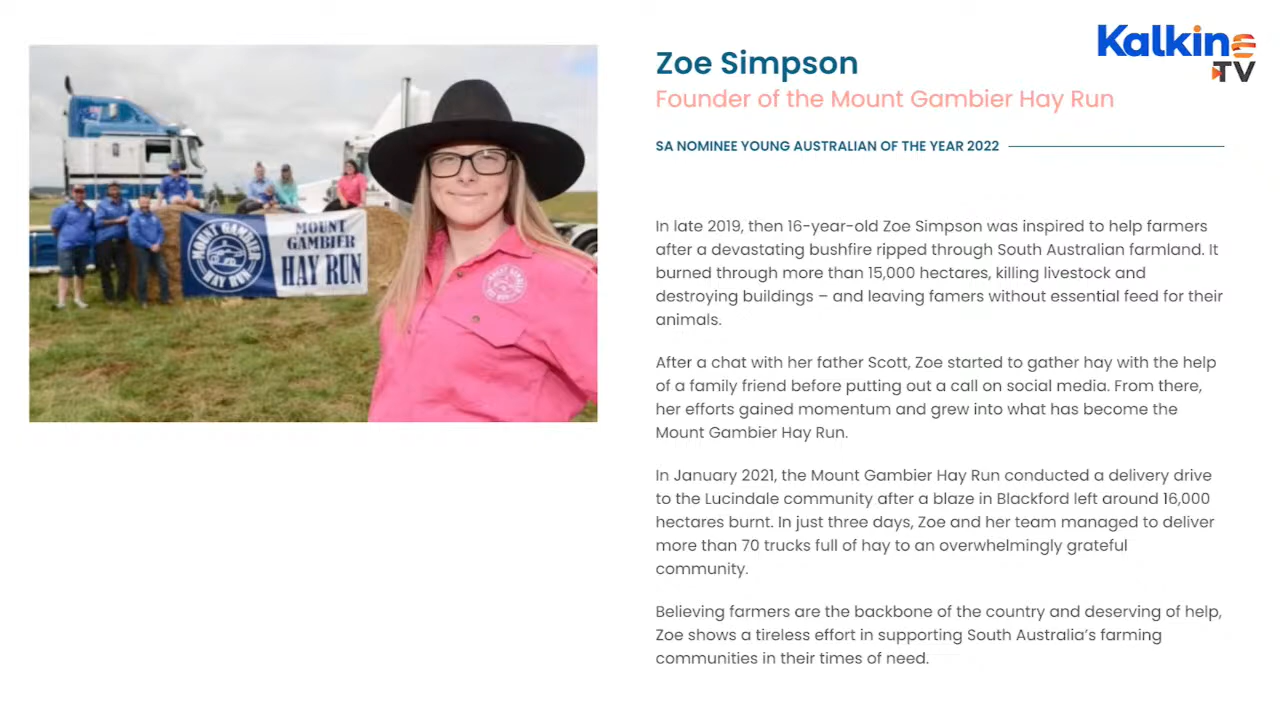 Kalkine
TV
Zoe Simpson
Founder of the Mount Gambier Hay Run
SA NOMINEE YOUNG AUSTRALIAN OF THE YEAR 2022
MOUNT GAMBIER
HAY RUN
MOUNT
GAMBIER
HAY RUN
In late 2019, then 16-year-old Zoe Simpson was inspired to help farmers
after a devastating bushfire ripped through South Australian farmland. It
burned through more than 15,000 hectares, killing livestock and
destroying buildings – and leaving famers without essential feed for their
animals.
After a chat with her father Scott, Zoe started to gather hay with the help
of a family friend before putting out a call on social media. From there,
her efforts gained momentum and grew into what has become the
Mount Gambier Hay Run.
In January 2021, the Mount Gambier Hay Run conducted a delivery drive
to the Lucindale community after a blaze in Blackford left around 16,000
hectares burnt. In just three days, Zoe and her team managed to deliver
more than 70 trucks full of hay to an overwhelmingly grateful
community.
Believing farmers are the backbone of the country and deserving of help,
Zoe shows a tireless effort in supporting South Australia's farming
communities in their times of need.